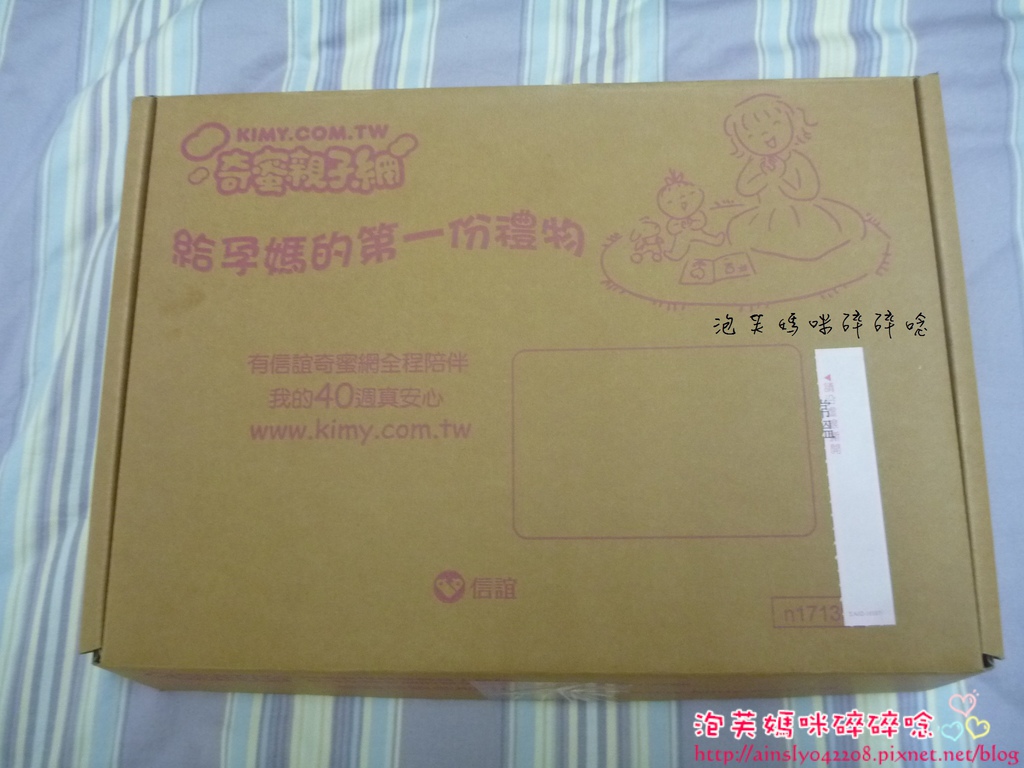 KIMY.COM.TW
奇蜜親子網
給孕媽的第一份禮物
泡芙媽咪碎碎唸
有信誼奇蜜網全程陪伴
我的40週真安心
www.kimy.com.tw
信誼
n1713
泡芙媽咪碎碎唸
http://ainsly042208.pixnet.net/blog